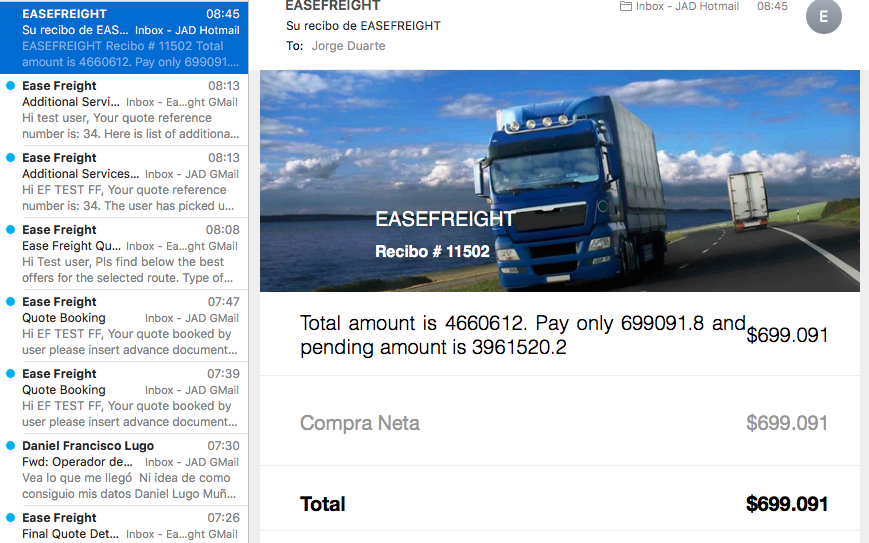 EASEFREIGHT 08:45
Su recibo de EAS... Inbox - JAD Hotmail
EASEFREIGHT Recibo # 11502 Total
amount is 4660612. Pay only 699091....
Ease Freight 08:13
Additional Servi... Inbox - Ea...ght GMail
Hi test user, Your quote reference
number is: 34. Here is list of additiona...
Ease Freight 08:13
Additional Services... Inbox - JAD GMail
Hi EF TEST FF, Your quote reference
number is: 34. The user has picked u...
Ease Freight 08:08
Ease Freight Qu... Inbox - Ea...ght GMail
Hi Test user, Pls find below the best
offers for the selected route. Type of...
Ease Freight 07:47
Quote Booking Inbox - JAD GMail
Hi EF TEST FF, Your quote booked by
user please insert advance document...
Ease Freight 07:39
Quote Booking Inbox - JAD GMail
Hi EF TEST FF, Your quote booked by
user please insert advance document...
Daniel Francisco Lugo 07:30
Fwd: Operador de... Inbox - JAD GMail
Vea lo que me llegó Ni idea de como
consiguio mis datos Daniel Lugo Muñ...
Ease Freight 07:26
Final Quote Det... Inbox - Ea...ght GMail
EASEFREIGHT Inbox - JAD Hotmail 08:45
E
Su recibo de EASEFREIGHT
To: Jorge Duarte
EASEFREIGHT
Recibo # 11502
Total amount is 4660612. Pay only 699091.8 and
pending amount is 3961520.2
$699.091
Compra Neta $699.091
Total $699.091